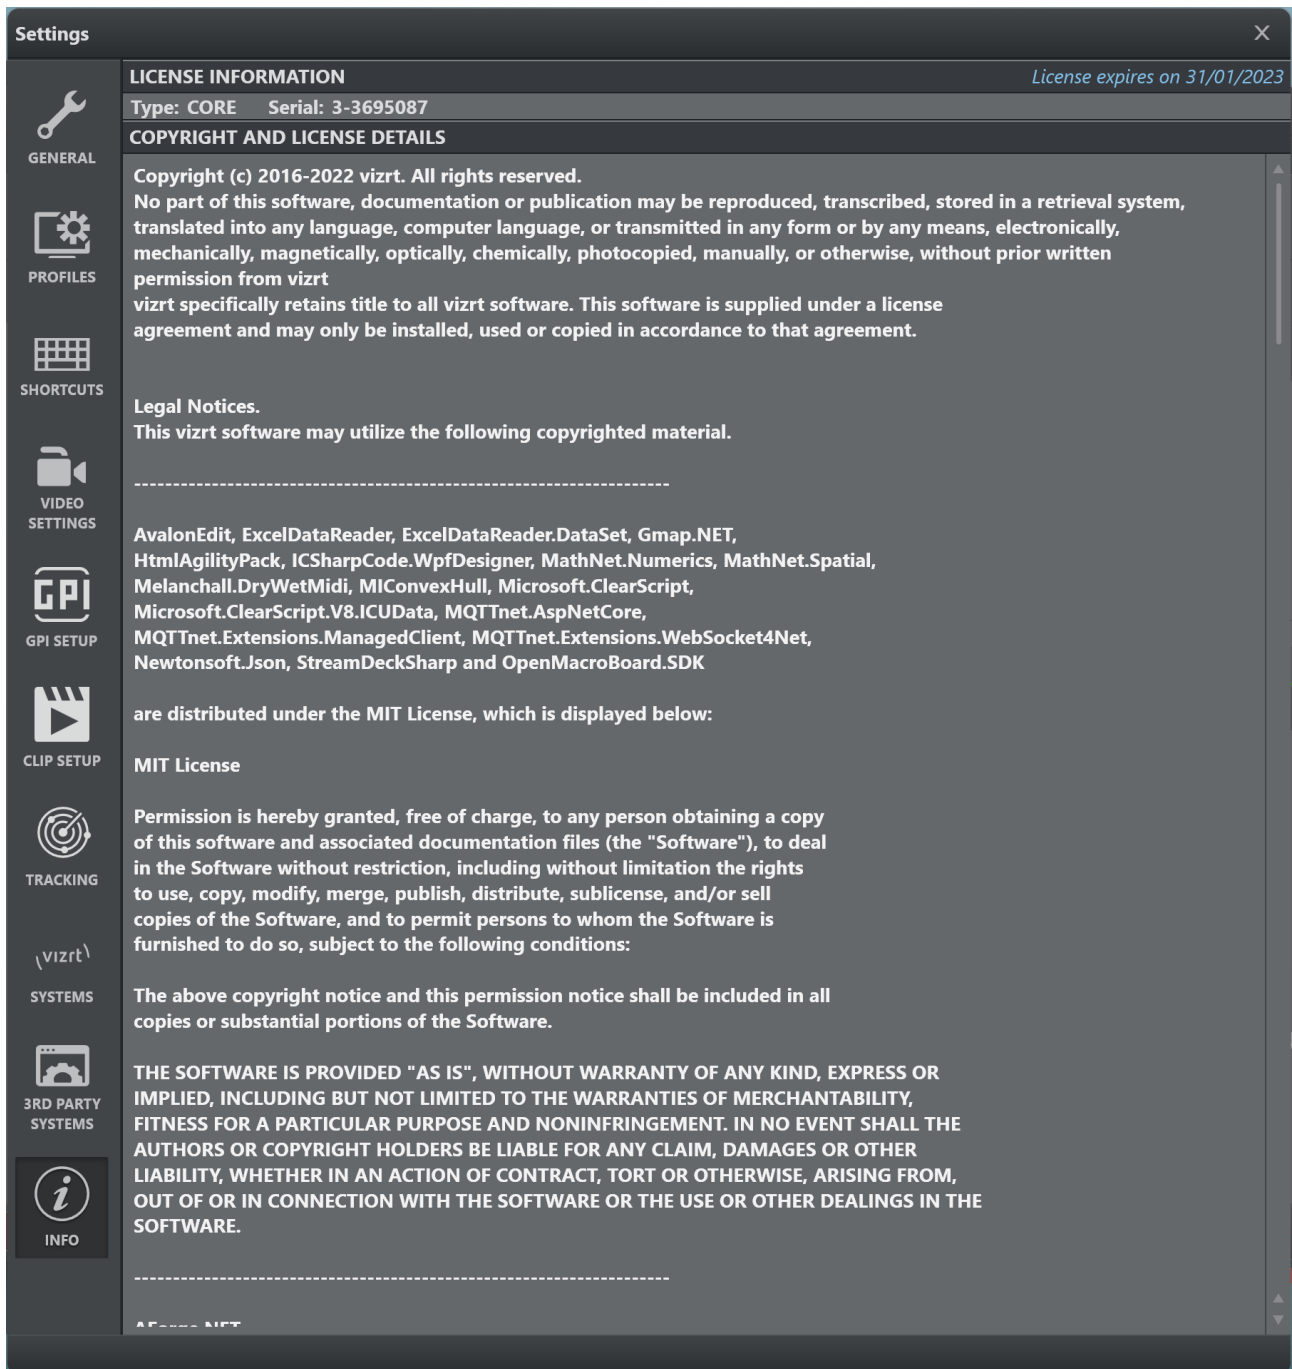 Settings
X
LICENSE INFORMATION
License expires on 31/01/2023
Type: CORE Serial: 3-3695087
COPYRIGHT AND LICENSE DETAILS
GENERAL
PROFILES
SHORTCUTS
VIDEO
SETTINGS
GPI
GPI SETUP
CLIP SETUP
TRACKING
vizrt
SYSTEMS
3RD PARTY
SYSTEMS
i
INFO
Copyright (c) 2016-2022 vizrt. All rights reserved.
No part of this software, documentation or publication may be reproduced, transcribed, stored in a retrieval system,
translated into any language, computer language, or transmitted in any form or by any means, electronically,
mechanically, magnetically, optically, chemically, photocopied, manually, or otherwise, without prior written
permission from vizrt
vizrt specifically retains title to all vizrt software. This software is supplied under a license
agreement and may only be installed, used or copied in accordance to that agreement.
Legal Notices.
This vizrt software may utilize the following copyrighted material.
---------------------------------------------------------------------
AvalonEdit, ExcelDataReader, ExcelDataReader.DataSet, Gmap.NET,
HtmlAgilityPack, ICSharpCode.WpfDesigner, MathNet.Numerics, MathNet.Spatial,
Melanchall.DryWetMidi, MIConvexHull, Microsoft.ClearScript,
Microsoft.ClearScript.V8.ICUData, MQTTnet.AspNetCore,
MQTTnet.Extensions.ManagedClient, MQTTnet.Extensions.WebSocket4Net,
Newtonsoft.Json, StreamDeckSharp and OpenMacroBoard.SDK
are distributed under the MIT License, which is displayed below:
MIT License
Permission is hereby granted, free of charge, to any person obtaining a copy
of this software and associated documentation files (the "Software"), to deal
in the Software without restriction, including without limitation the rights
to use, copy, modify, merge, publish, distribute, sublicense, and/or sell
copies of the Software, and to permit persons to whom the Software is
furnished to do so, subject to the following conditions:
The above copyright notice and this permission notice shall be included in all
copies or substantial portions of the Software.
THE SOFTWARE IS PROVIDED "AS IS", WITHOUT WARRANTY OF ANY KIND, EXPRESS OR
IMPLIED, INCLUDING BUT NOT LIMITED TO THE WARRANTIES OF MERCHANTABILITY,
FITNESS FOR A PARTICULAR PURPOSE AND NONINFRINGEMENT. IN NO EVENT SHALL THE
AUTHORS OR COPYRIGHT HOLDERS BE LIABLE FOR ANY CLAIM, DAMAGES OR OTHER
LIABILITY, WHETHER IN AN ACTION OF CONTRACT, TORT OR OTHERWISE, ARISING FROM,
OUT OF OR IN CONNECTION WITH THE SOFTWARE OR THE USE OR OTHER DEALINGS IN THE
SOFTWARE.
---------------------------------------------------------------------